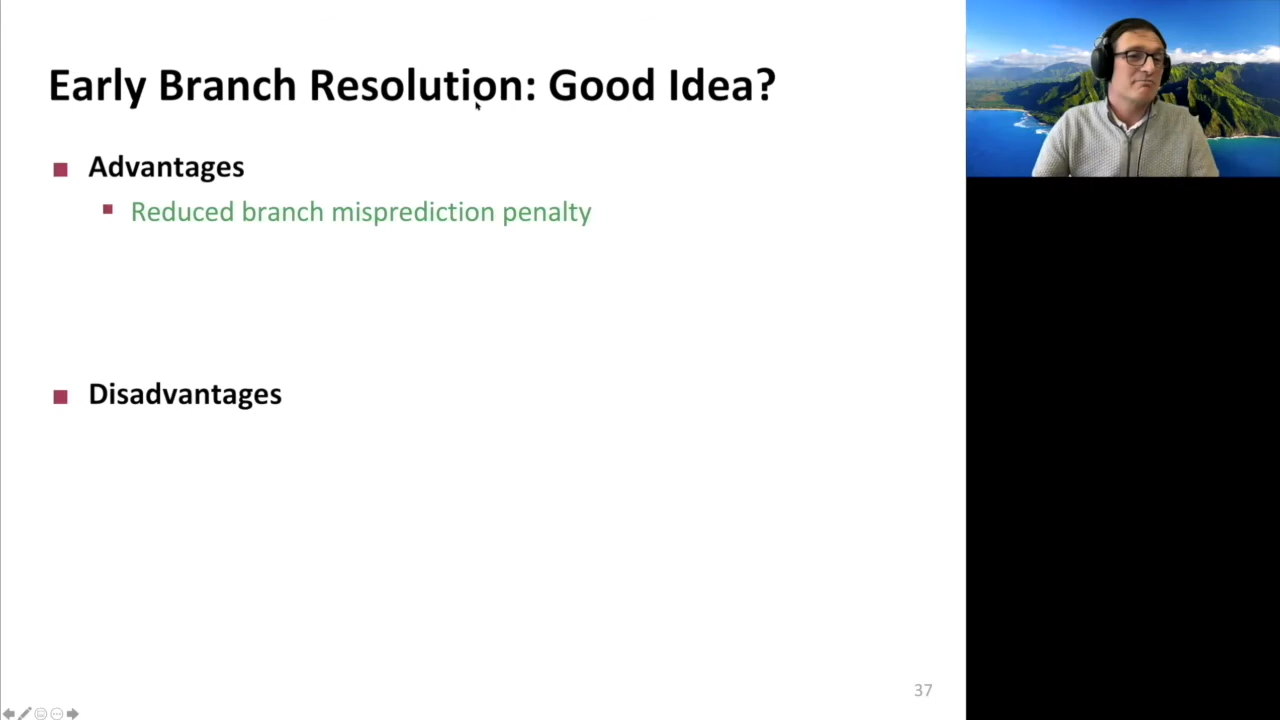 Early Branch Resolution: Good Idea?
Advantages
Reduced branch misprediction penalty
Disadvantages
37